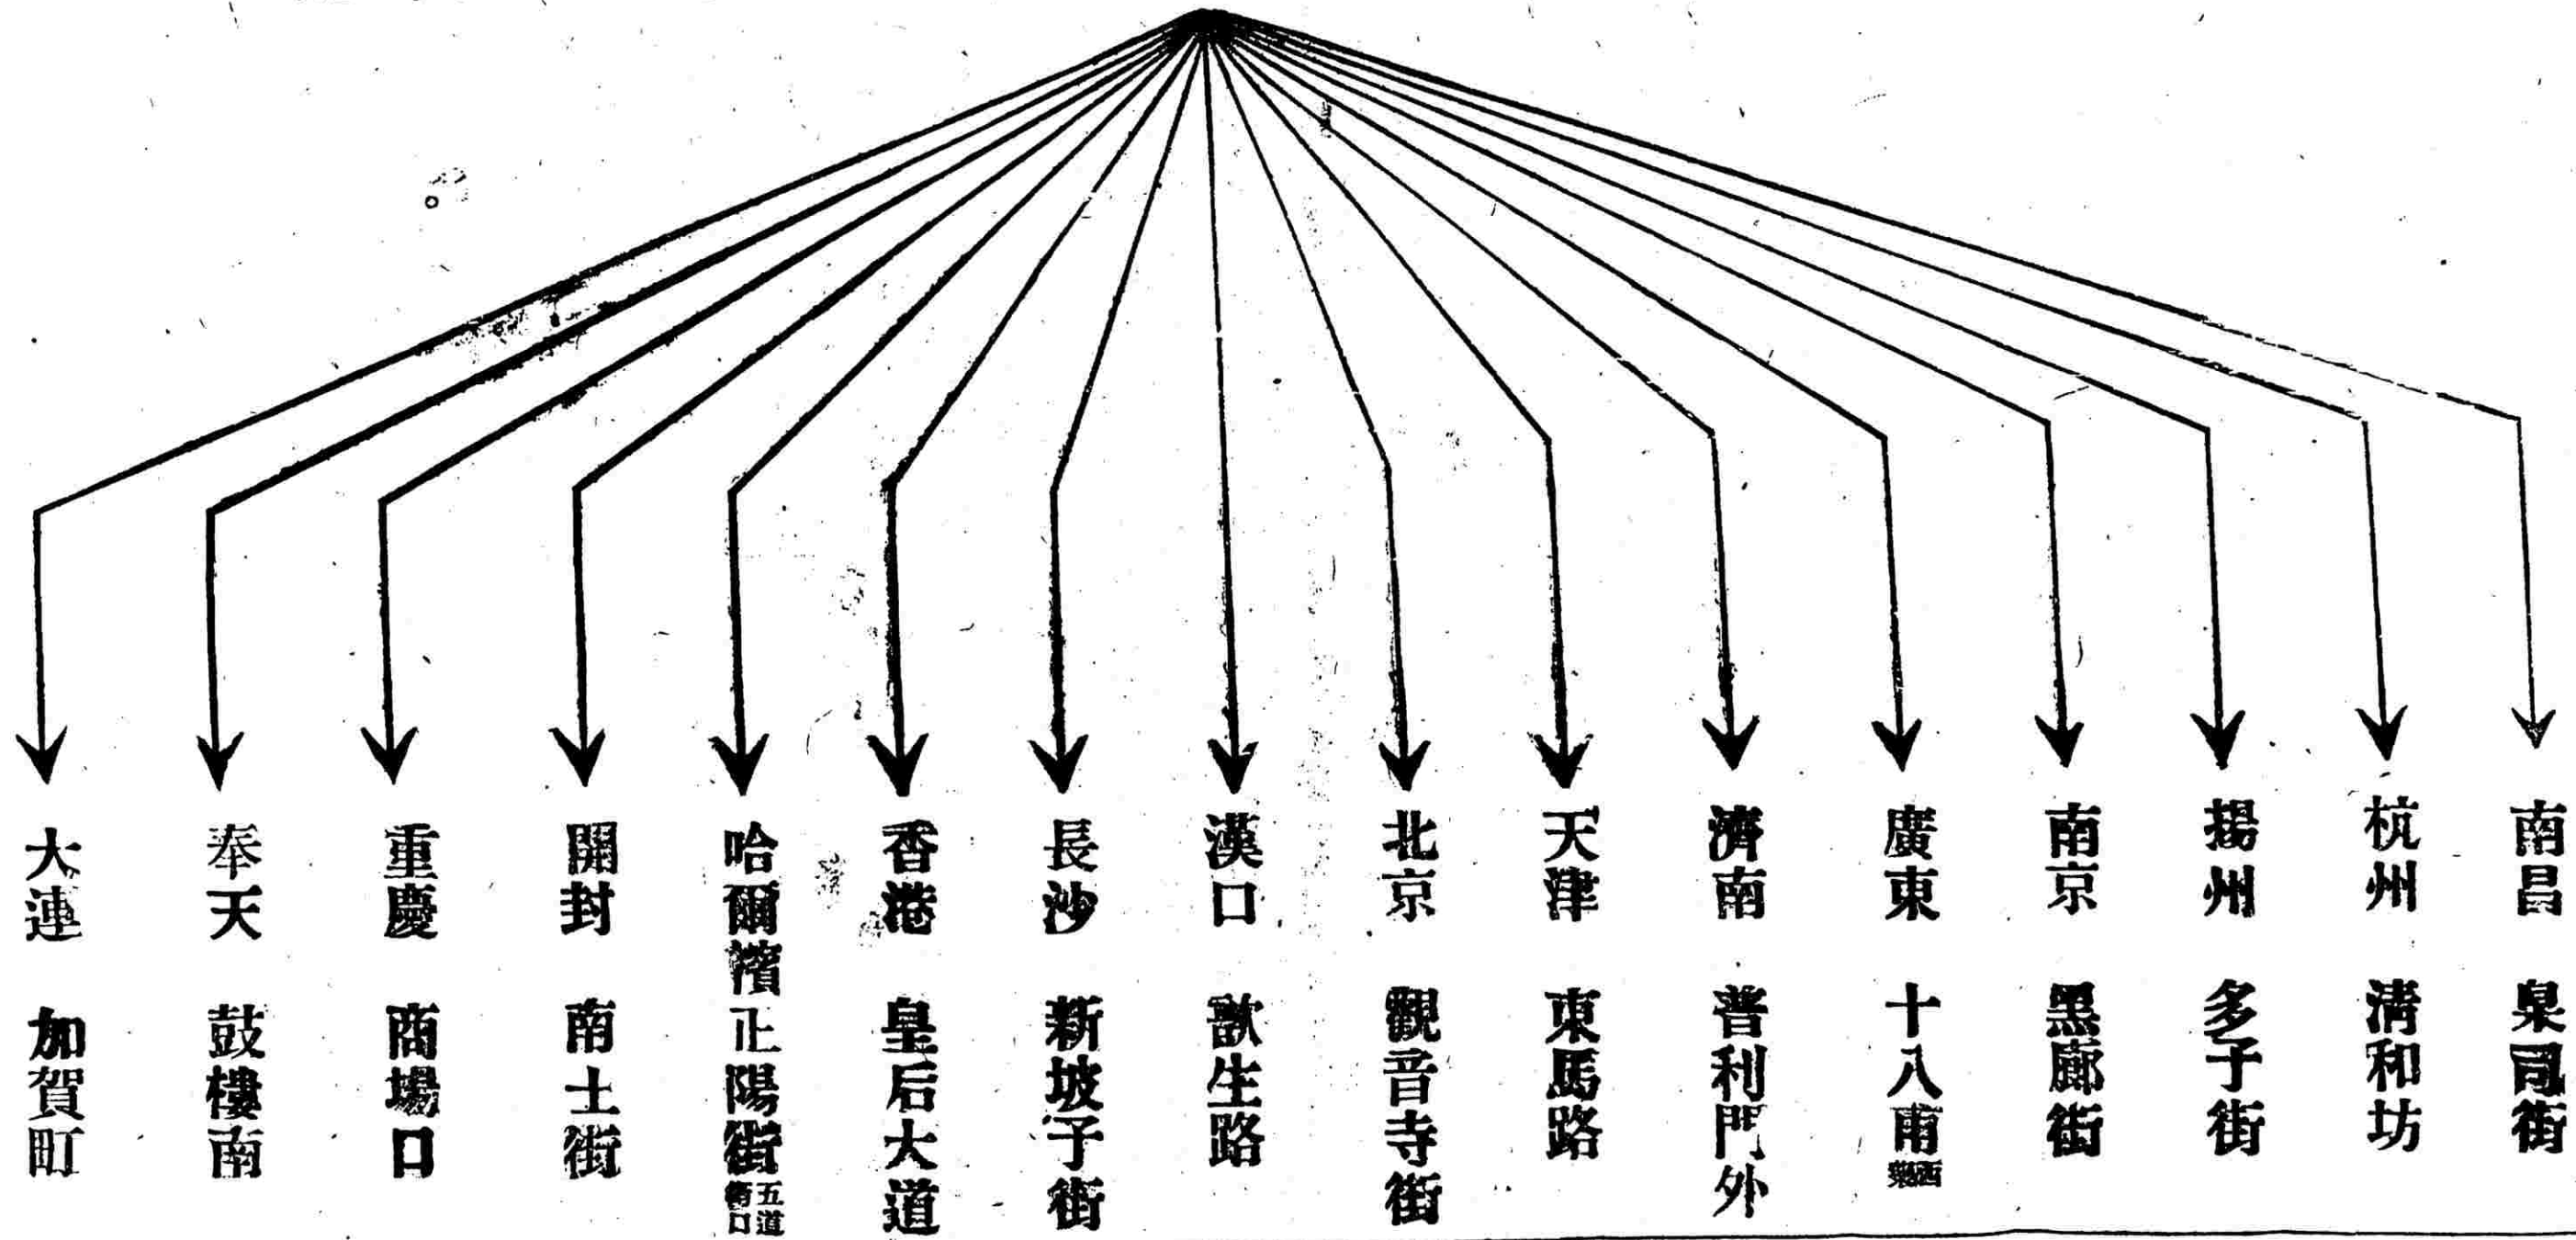 南昌 臬司街
杭州 清和坊
揚州 多子街
南京 黑廊街
廣東 十八甫
濟南 普利門外
天津 東馬路
北京 觀音寺街
漢口 歆生路
長沙 新坡子街
香港 皇后大道
哈爾濱 正陽街 五道街口
開封 南土街
重慶 商場口
奉天 鼓樓南
大連 加賀町